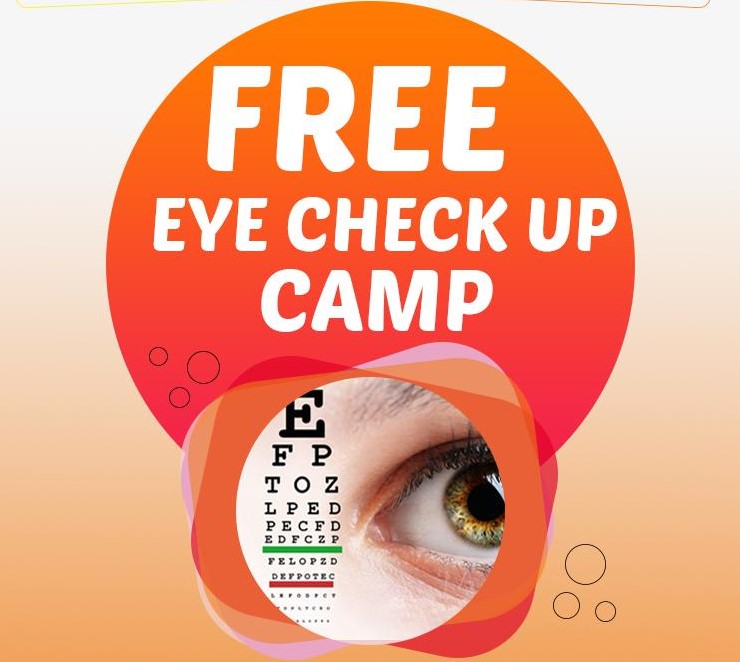 FREE
EYE CHECK UP
CAMP
E
F P
T O Z
L P E D
P E C F D
E D F C Z P
F E L O P Z D
D E F P O T E C